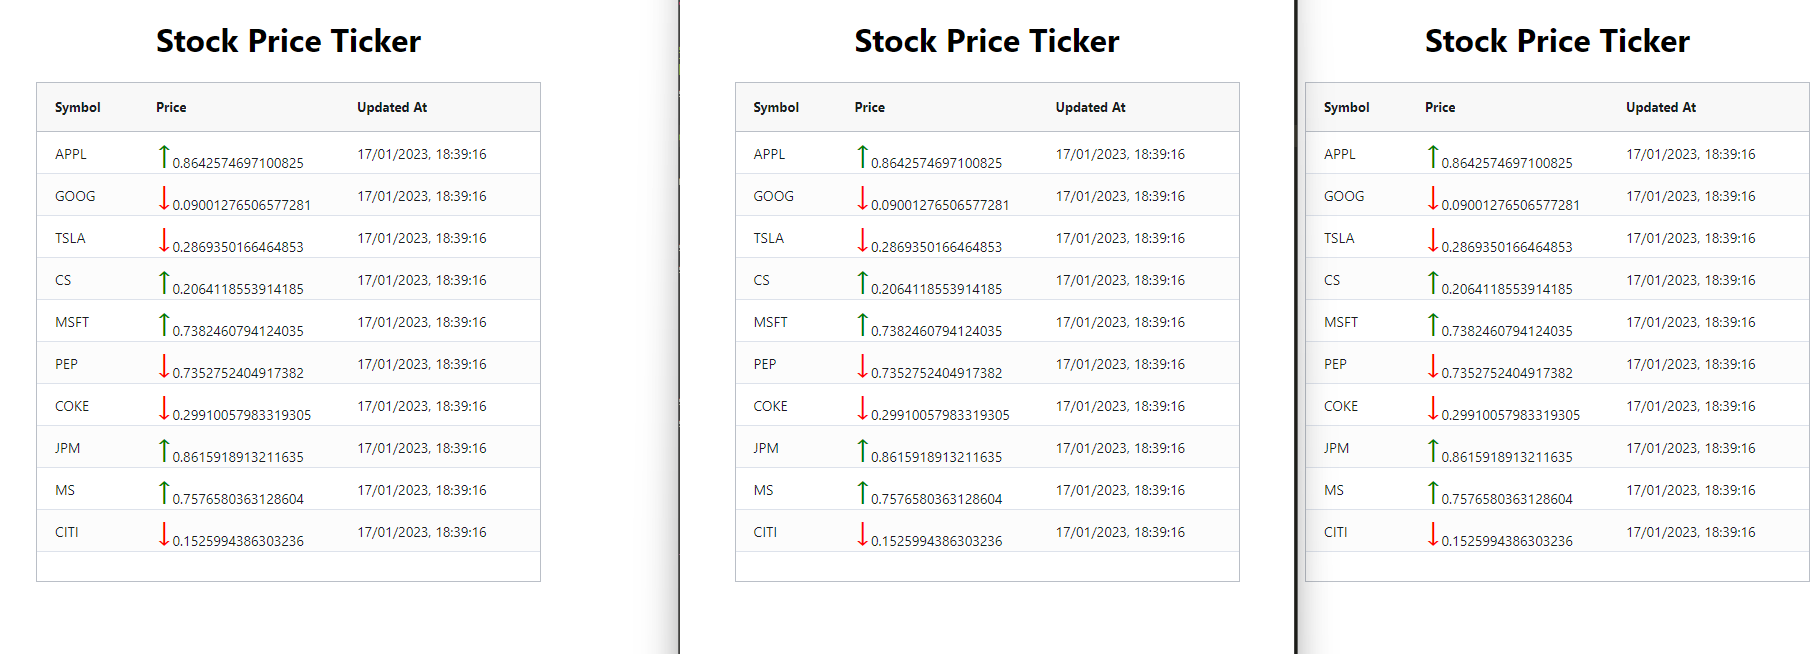 Stock Price Ticker
Symbol Price Updated At
APPL ↑ 0.8642574697100825 17/01/2023, 18:39:16
GOOG ↓ 0.09001276506577281 17/01/2023, 18:39:16
TSLA ↓ 0.2869350166464853 17/01/2023, 18:39:16
CS ↑ 0.2064118553914185 17/01/2023, 18:39:16
MSFT ↑ 0.7382460794124035 17/01/2023, 18:39:16
PEP ↓ 0.7352752404917382 17/01/2023, 18:39:16
COKE ↓ 0.29910057983319305 17/01/2023, 18:39:16
JPM ↑ 0.8615918913211635 17/01/2023, 18:39:16
MS ↑ 0.7576580363128604 17/01/2023, 18:39:16
CITI ↓ 0.1525994386303236 17/01/2023, 18:39:16
Stock Price Ticker
Symbol Price Updated At
APPL ↑ 0.8642574697100825 17/01/2023, 18:39:16
GOOG ↓ 0.09001276506577281 17/01/2023, 18:39:16
TSLA ↓ 0.2869350166464853 17/01/2023, 18:39:16
CS ↑ 0.2064118553914185 17/01/2023, 18:39:16
MSFT ↑ 0.7382460794124035 17/01/2023, 18:39:16
PEP ↓ 0.7352752404917382 17/01/2023, 18:39:16
COKE ↓ 0.29910057983319305 17/01/2023, 18:39:16
JPM ↑ 0.8615918913211635 17/01/2023, 18:39:16
MS ↑ 0.7576580363128604 17/01/2023, 18:39:16
CITI ↓ 0.1525994386303236 17/01/2023, 18:39:16
Stock Price Ticker
Symbol Price Updated At
APPL ↑ 0.8642574697100825 17/01/2023, 18:39:16
GOOG ↓ 0.09001276506577281 17/01/2023, 18:39:16
TSLA ↓ 0.2869350166464853 17/01/2023, 18:39:16
CS ↑ 0.2064118553914185 17/01/2023, 18:39:16
MSFT ↑ 0.7382460794124035 17/01/2023, 18:39:16
PEP ↓ 0.7352752404917382 17/01/2023, 18:39:16
COKE ↓ 0.29910057983319305 17/01/2023, 18:39:16
JPM ↑ 0.8615918913211635 17/01/2023, 18:39:16
MS ↑ 0.7576580363128604 17/01/2023, 18:39:16
CITI ↓ 0.1525994386303236 17/01/2023, 18:39:16